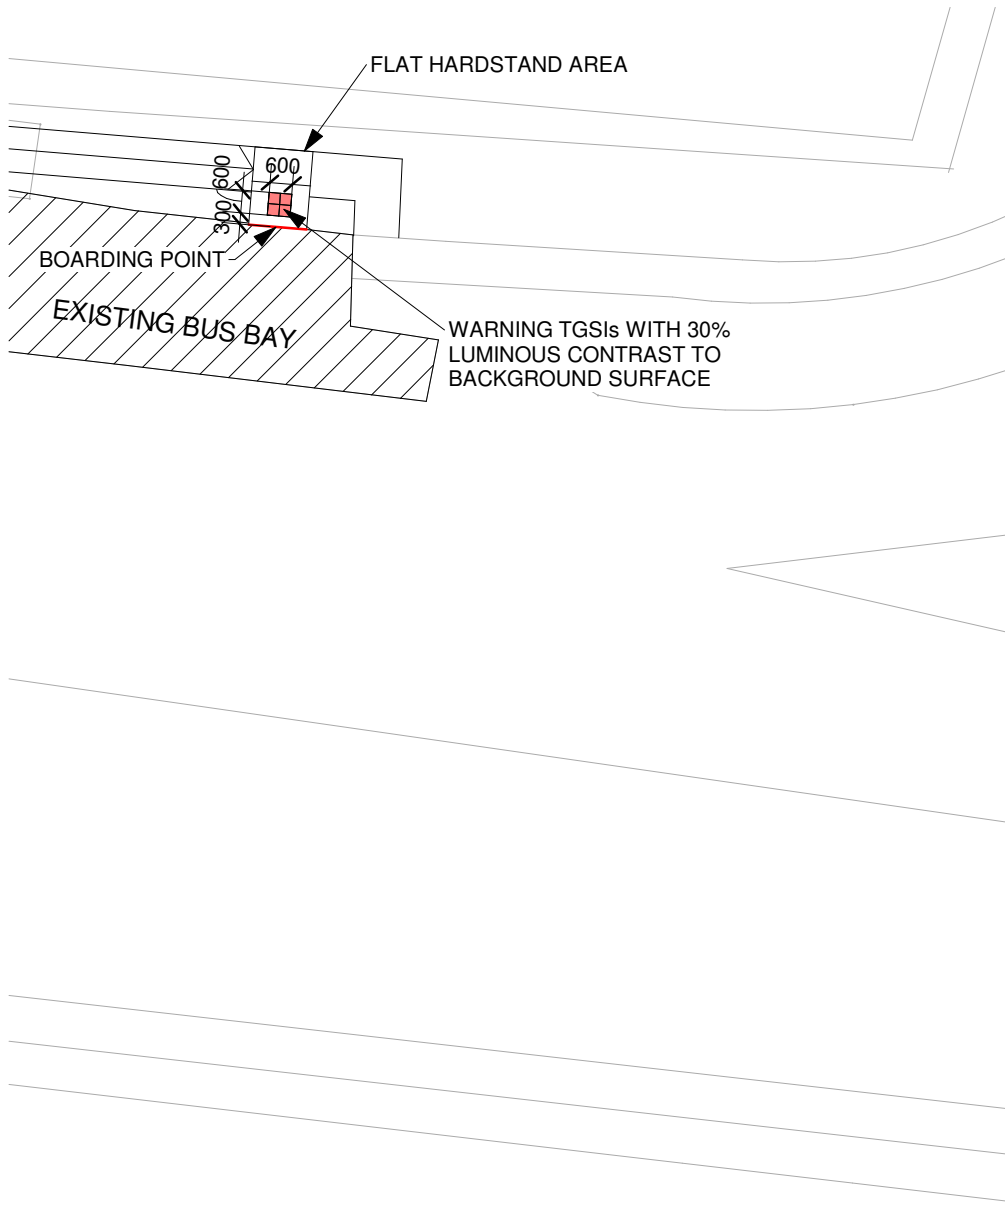 FLAT HARDSTAND AREA
600
600
300
BOARDING POINT
EXISTING BUS BAY
WARNING TGSIs WITH 30%
LUMINOUS CONTRAST TO
BACKGROUND SURFACE